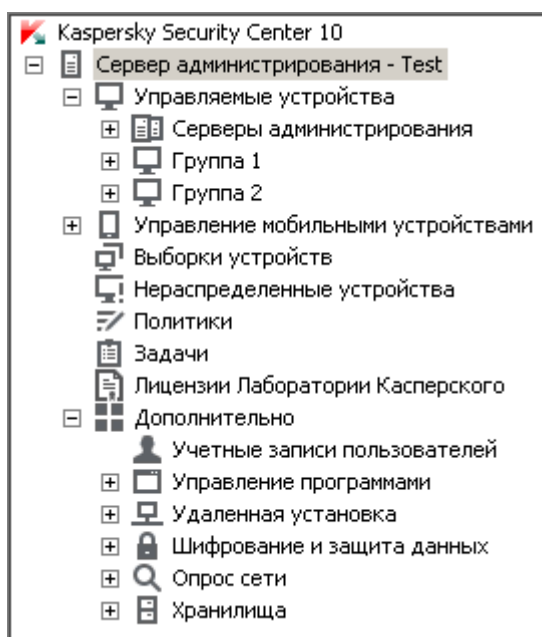 Kaspersky Security Center 10
Сервер администрирования - Test
Управляемые устройства
Серверы администрирования
Группа 1
Группа 2
Управление мобильными устройствами
Выборки устройств
Нераспределенные устройства
Политики
Задачи
Лицензии Лаборатории Касперского
Дополнительно
Учетные записи пользователей
Управление программами
Удаленная установка
Шифрование и защита данных
Опрос сети
Хранилища